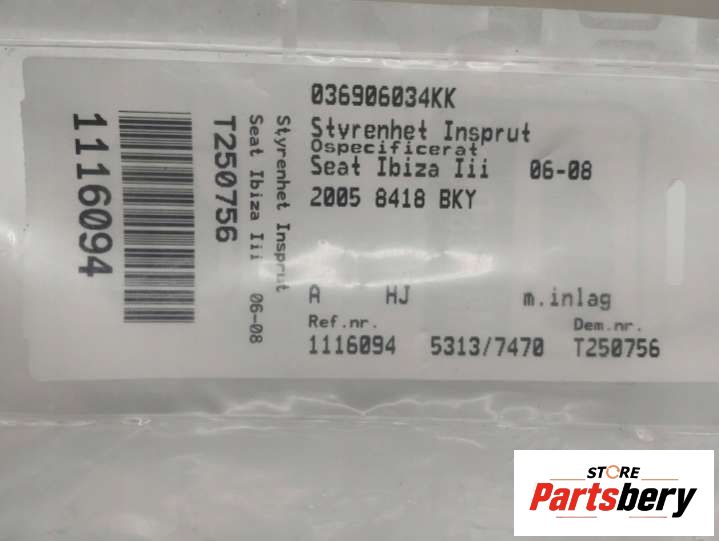 1116094
T250756
Seat Ibiza Iii 06-08
Styrenhet Insprut
036906034KK
Styrenhet Insprut
Ospecificerat
Seat Ibiza Iii 06-08
2005 8418 BKY
A HJ m.inlag
Ref.nr. Dem.nr.
1116094 5313/7470 T250756
STORE
Partsbery